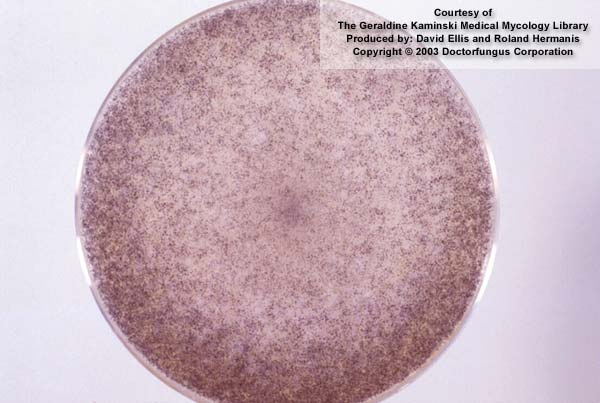 Courtesy of
The Geraldine Kaminski Medical Mycology Library
Produced by: David Ellis and Roland Hermanis
Copyright © 2003 Doctorfungus Corporation